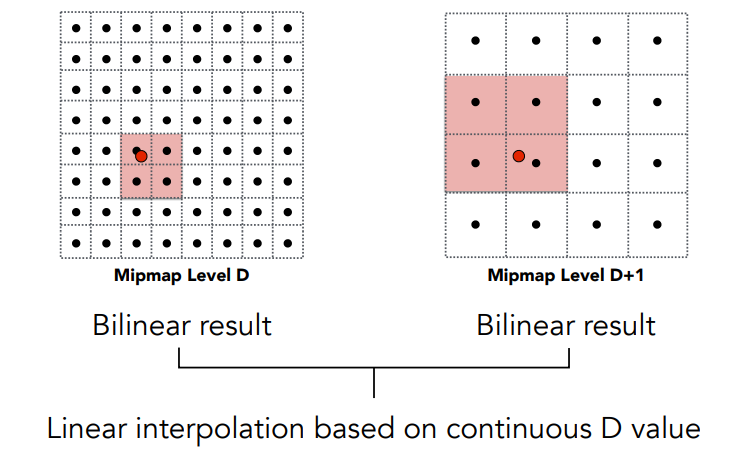 Mipmap Level D
Mipmap Level D+1
Bilinear result
Bilinear result
Linear interpolation based on continuous D value